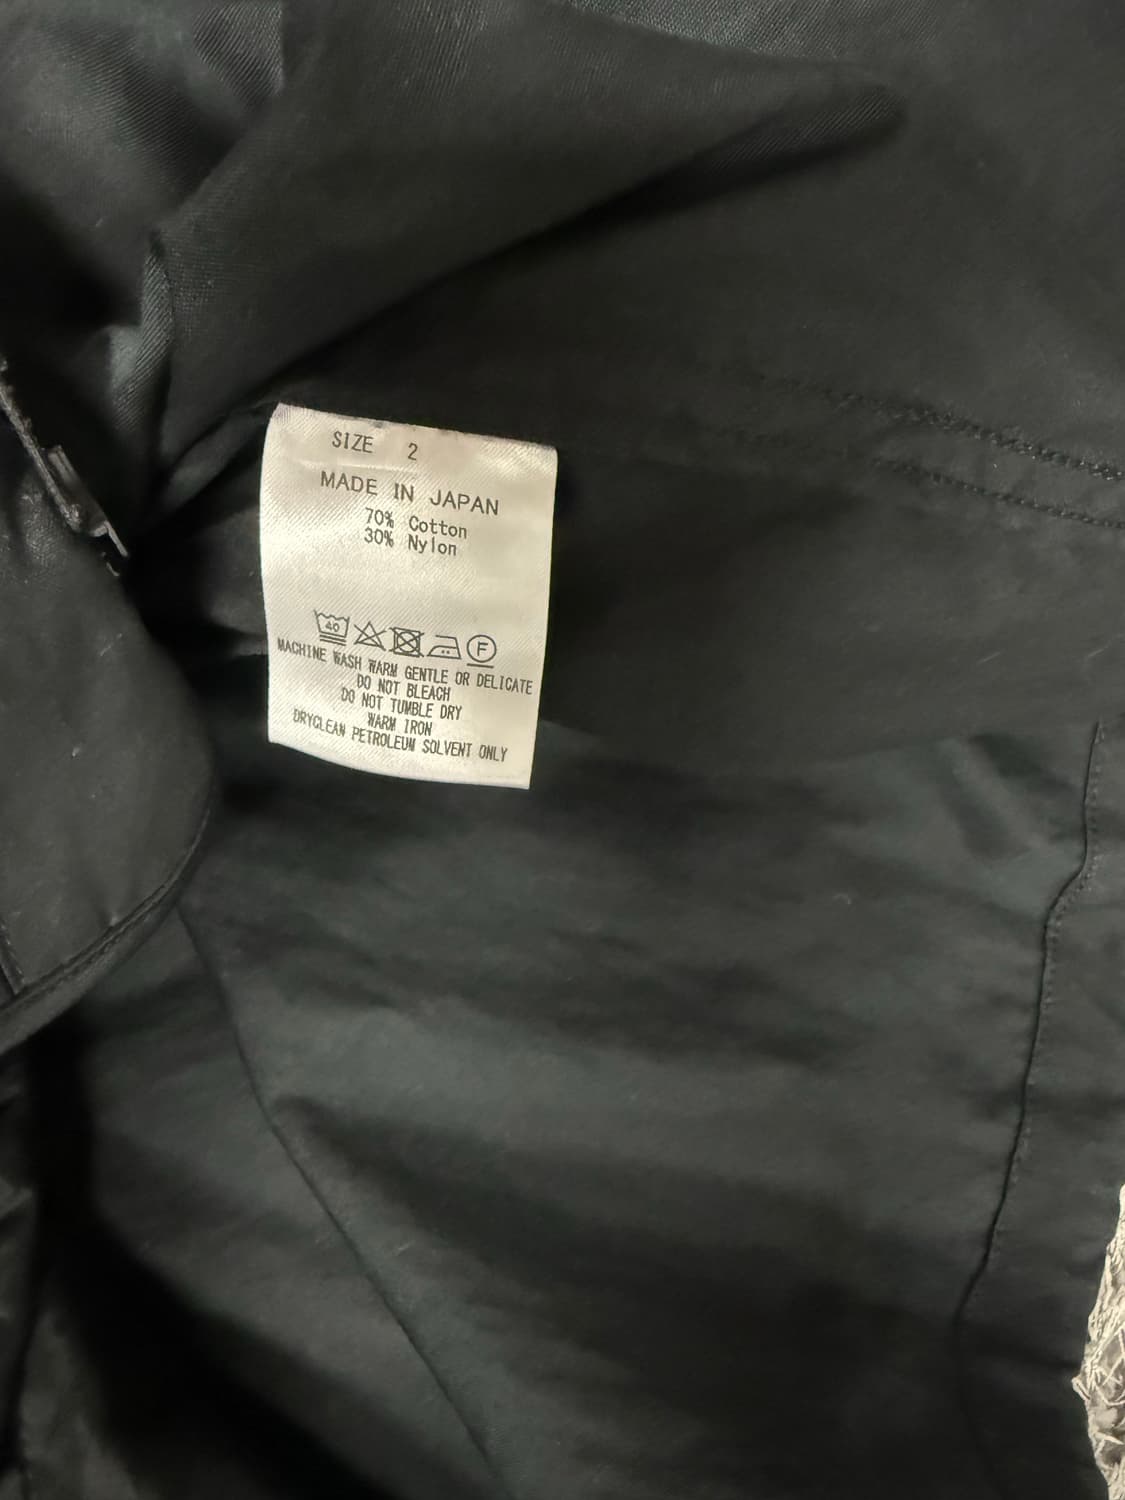 SIZE 2
MADE IN JAPAN
70% Cotton
30% Nylon
40 F
MACHINE WASH WARM GENTLE OR DELICATE
DO NOT BLEACH
DO NOT TUMBLE DRY
WARM IRON
DRYCLEAN PETROLEUM SOLVENT ONLY